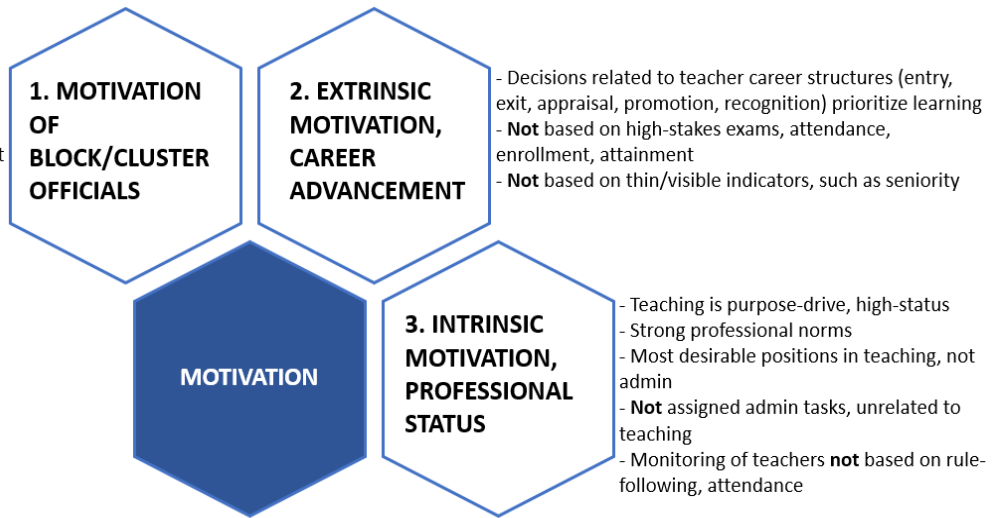 1. MOTIVATION
OF
BLOCK/CLUSTER
OFFICIALS
2. EXTRINSIC
MOTIVATION,
CAREER
ADVANCEMENT
- Decisions related to teacher career structures (entry,
exit, appraisal, promotion, recognition) prioritize learning
- Not based on high-stakes exams, attendance,
enrollment, attainment
- Not based on thin/visible indicators, such as seniority
MOTIVATION
3. INTRINSIC
MOTIVATION,
PROFESSIONAL
STATUS
- Teaching is purpose-drive, high-status
- Strong professional norms
- Most desirable positions in teaching, not
admin
- Not assigned admin tasks, unrelated to
teaching
- Monitoring of teachers not based on rule-
following, attendance